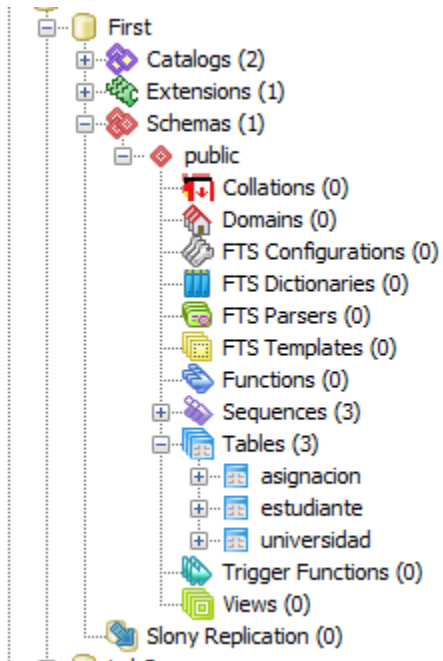 First
Catalogs (2)
Extensions (1)
Schemas (1)
public
Collations (0)
Domains (0)
FTS Configurations (0)
FTS Dictionaries (0)
FTS Parsers (0)
FTS Templates (0)
Functions (0)
Sequences (3)
Tables (3)
asignacion
estudiante
universidad
Trigger Functions (0)
Views (0)
Slony Replication (0)